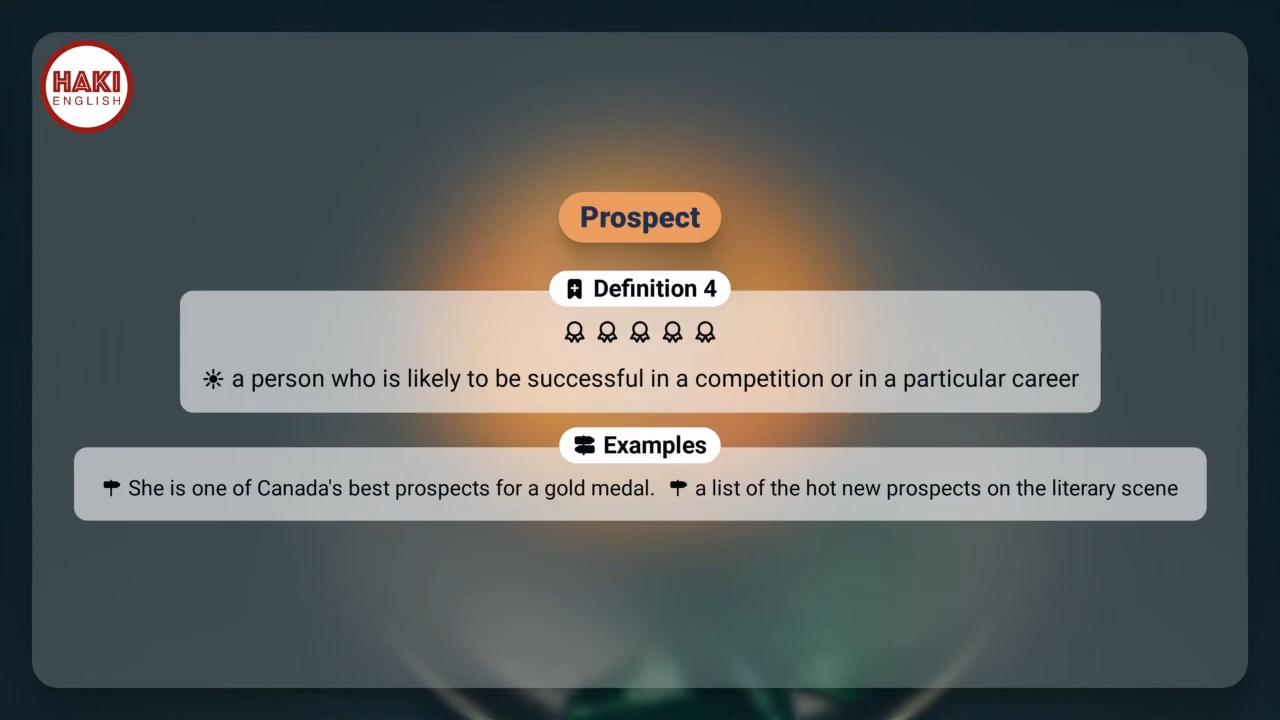 HAKI
ENGLISH
Prospect
Definition 4
a person who is likely to be successful in a competition or in a particular career
Examples
She is one of Canada's best prospects for a gold medal. a list of the hot new prospects on the literary scene